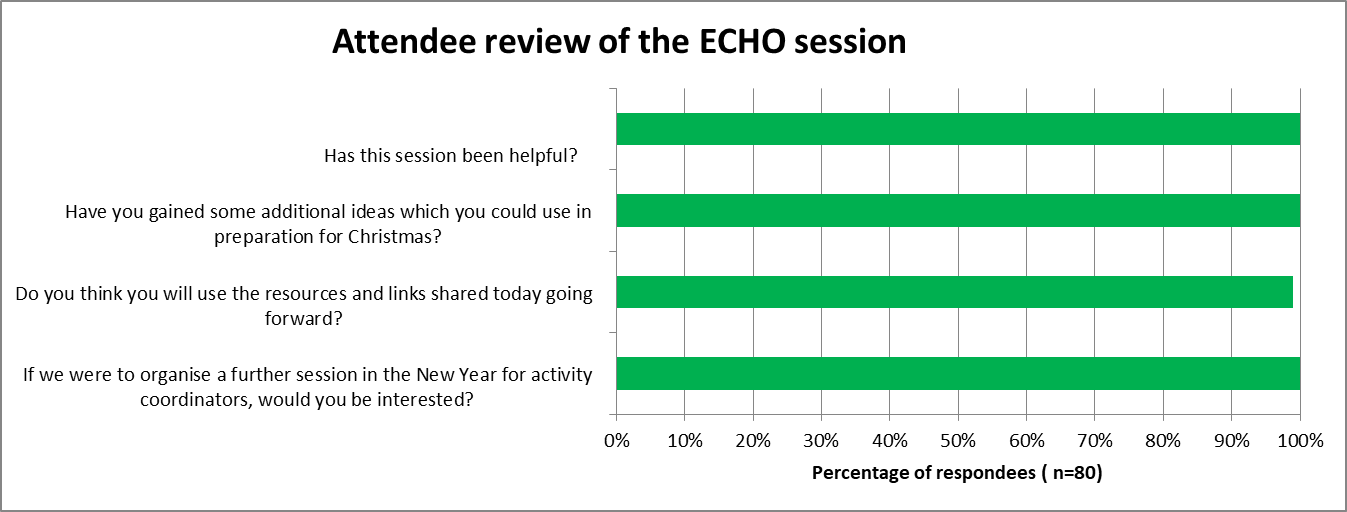 Attendee review of the ECHO session
Has this session been helpful?
Have you gained some additional ideas which you could use in
preparation for Christmas?
Do you think you will use the resources and links shared today going
forward?
If we were to organise a further session in the New Year for activity
coordinators, would you be interested?
0% 10% 20% 30% 40% 50% 60% 70% 80% 90% 100%
Percentage of respondees ( n=80)